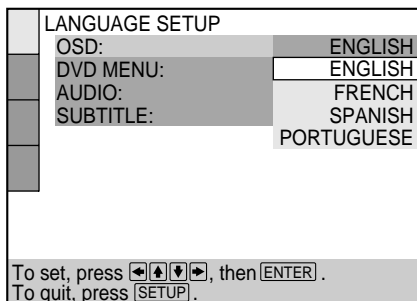 LANGUAGE SETUP
OSD: ENGLISH
DVD MENU: ENGLISH
AUDIO: FRENCH
SUBTITLE: SPANISH
PORTUGUESE
To set, press ←↑↓→, then ENTER.
To quit, press SETUP.